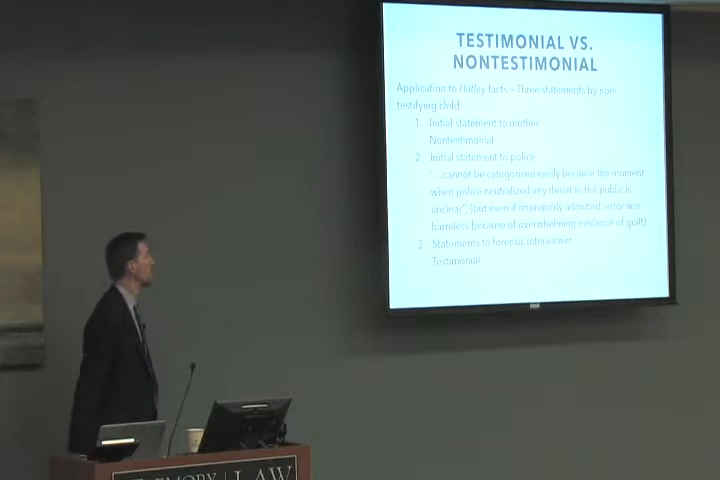 TESTIMONIAL VS.
NONTESTIMONIAL
Application to Hatley facts – Three statements by non-
testifying child:
1. Initial statement to mother
Nontestimonial
2. Initial statement to police
"…cannot be categorized easily because the moment
when police neutralized any threat to the public is
unclear", (but even if improperly admitted, error was
harmless because of overwhelming evidence of guilt)
3. Statements to forensic interviewer
Testimonial
EMORY | LAW